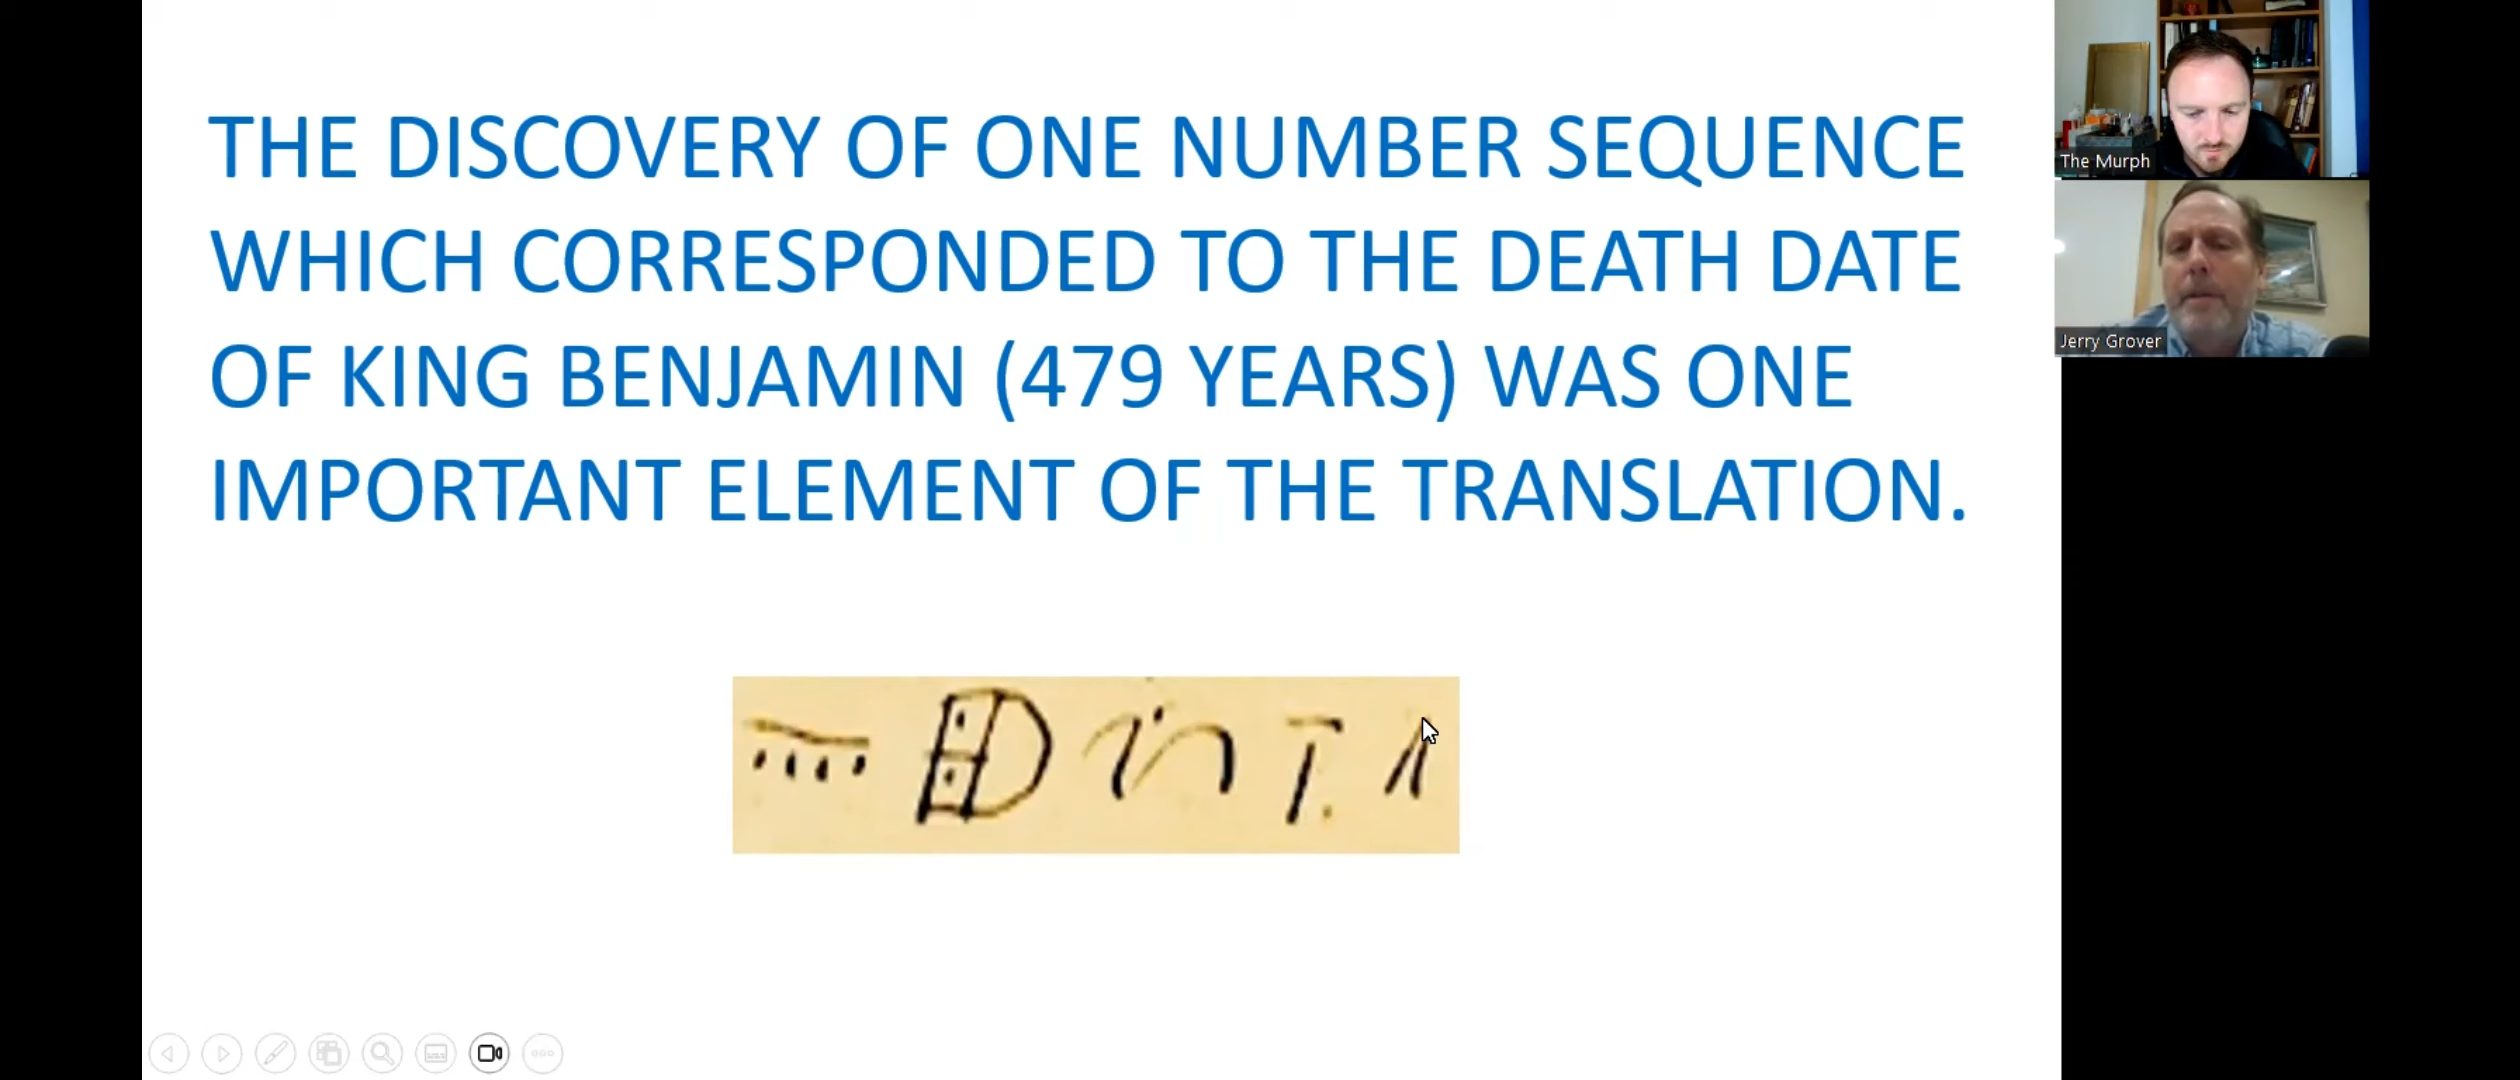 THE DISCOVERY OF ONE NUMBER SEQUENCE
WHICH CORRESPONDED TO THE DEATH DATE
OF KING BENJAMIN (479 YEARS) WAS ONE
IMPORTANT ELEMENT OF THE TRANSLATION.
The Murph
Jerry Grover